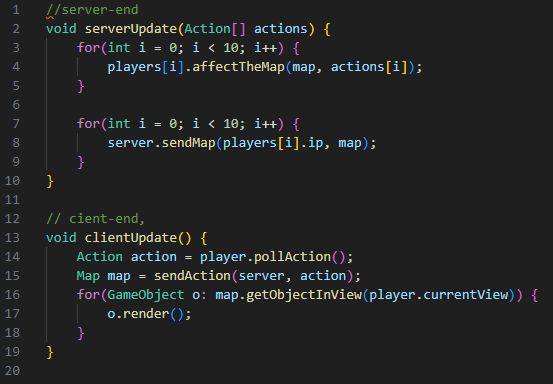 1 //server-end
2 void serverUpdate(Action[] actions) {
3     for(int i = 0; i < 10; i++) {
4         players[i].affectTheMap(map, actions[i]);
5     }
6
7     for(int i = 0; i < 10; i++) {
8         server.sendMap(players[i].ip, map);
9     }
10 }
11
12 // cient-end,
13 void clientUpdate() {
14     Action action = player.pollAction();
15     Map map = sendAction(server, action);
16     for(GameObject o: map.getObjectInView(player.currentView)) {
17         o.render();
18     }
19 }
20